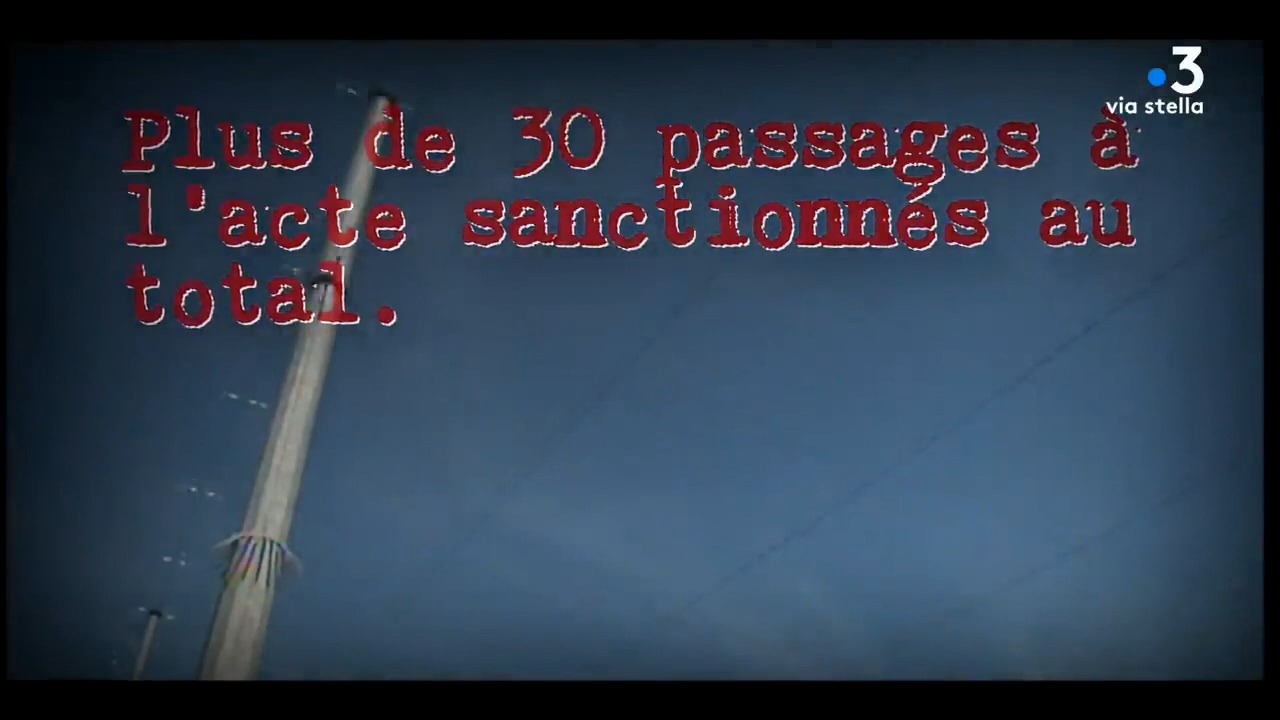 3
via stella
Plus de 30 passages à
l'acte sanctionnés au
total.